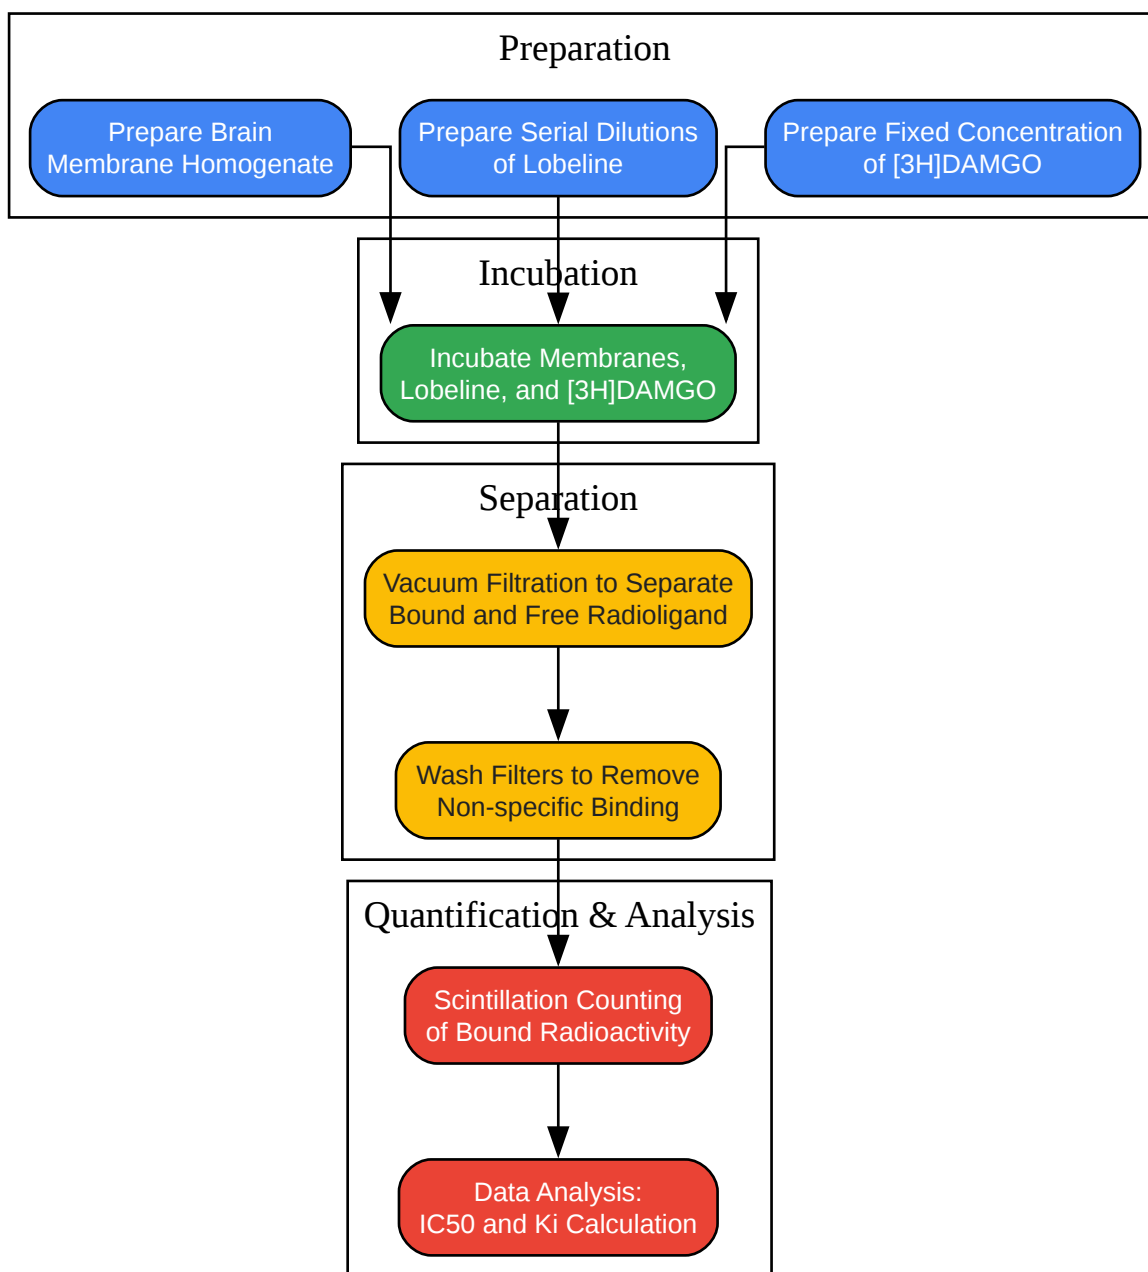 Preparation
Prepare Brain
Membrane Homogenate
Prepare Serial Dilutions
of Lobeline
Prepare Fixed Concentration
of [3H]DAMGO
Incubation
Incubate Membranes,
Lobeline, and [3H]DAMGO
Separation
Vacuum Filtration to Separate
Bound and Free Radioligand
Wash Filters to Remove
Non-specific Binding
Quantification & Analysis
Scintillation Counting
of Bound Radioactivity
Data Analysis:
IC50 and Ki Calculation